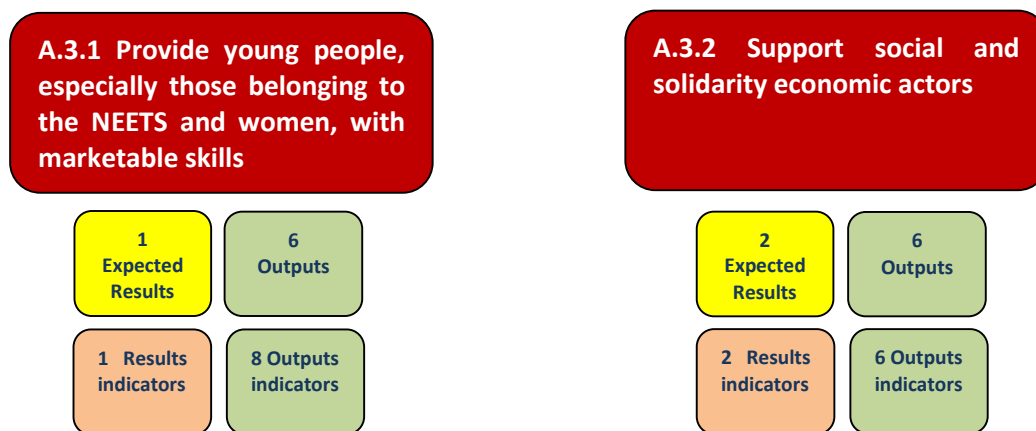 A.3.1 Provide young people,
especially those belonging to
the NEETS and women, with
marketable skills
A.3.2 Support social and
solidarity economic actors
1
Expected
Results
6
Outputs
1 Results
indicators
8 Outputs
indicators
2
Expected
Results
6
Outputs
2 Results
indicators
6 Outputs
indicators